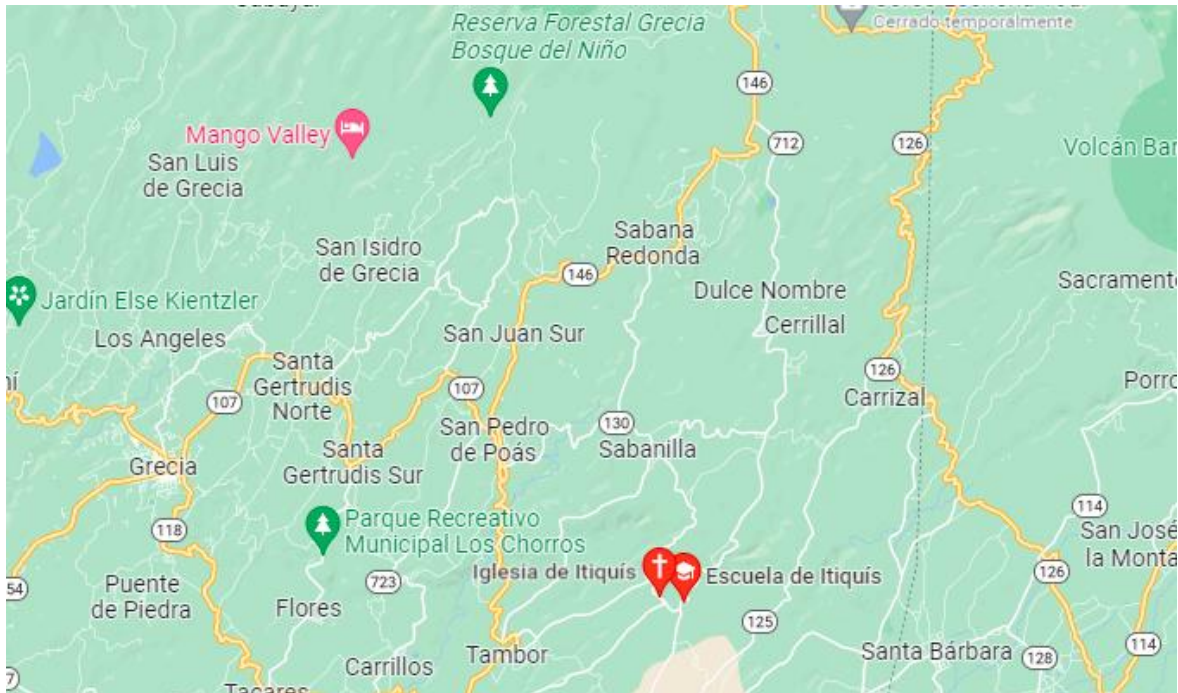 Reserva Forestal Grecia
Bosque del Niño
Cerrado temporalmente
146
Mango Valley
712
126
Volcán Bar
San Luis
de Grecia
San Isidro
de Grecia
Sabana
Redonda
146
Sacramento
Jardín Else Kientzler
Dulce Nombre
Los Angeles
San Juan Sur
Cerrillal
Santa
Gertrudis
Norte
107
107
126
Carrizal
Porro
San Pedro
de Poás
130
Sabanilla
Grecia
Santa
Gertrudis Sur
118
Parque Recreativo
Municipal Los Chorros
114
San José
la Monta
Iglesia de Itiquís
Escuela de Itiquís
54
Puente
de Piedra
723
126
Flores
125
Santa Bárbara
128
114
Carrillos
Tambor
7
Tacares